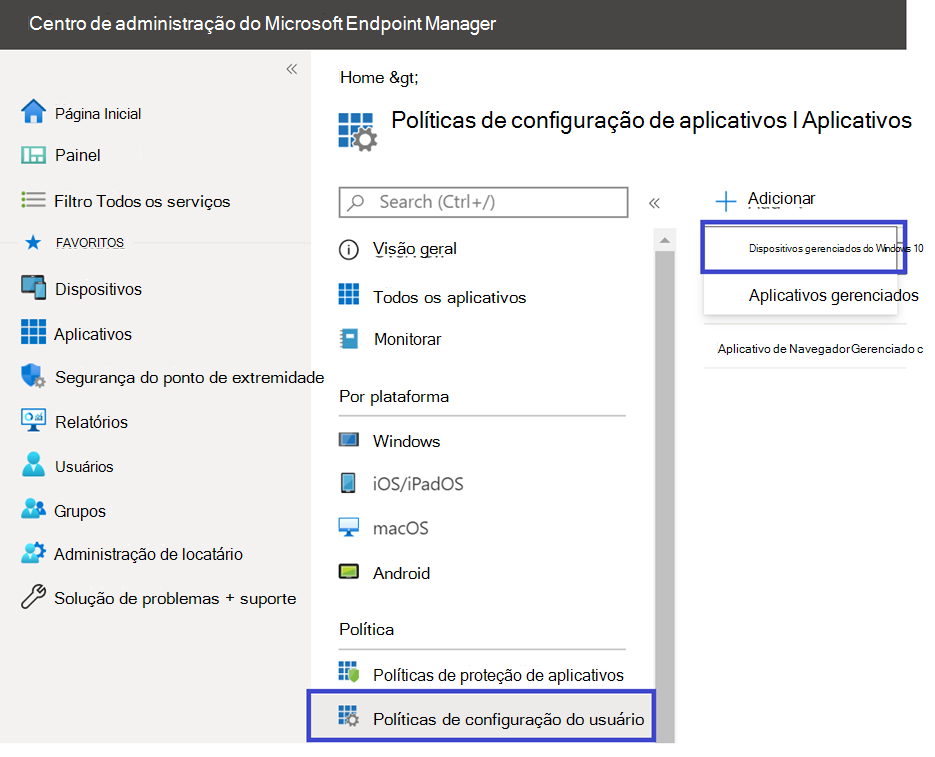 Centro de administração do Microsoft Endpoint Manager
Home &gt;
Políticas de configuração de aplicativos | Aplicativos
Página Inicial
Painel
Filtro Todos os serviços
FAVORITOS
Dispositivos
Aplicativos
Segurança do ponto de extremidade
Relatórios
Usuários
Grupos
Administração de locatário
Solução de problemas + suporte
Search (Ctrl+/)
Visão geral
Todos os aplicativos
Monitorar
Por plataforma
Windows
iOS/iPadOS
macOS
Android
Política
Políticas de proteção de aplicativos
Políticas de configuração do usuário
Adicionar
Dispositivos gerenciados do Windows 10
Aplicativos gerenciados
Aplicativo de Navegador Gerenciado c